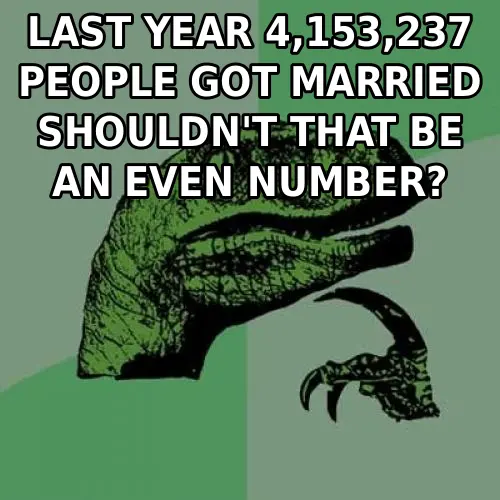 LAST YEAR 4,153,237
PEOPLE GOT MARRIED
SHOULDN'T THAT BE
AN EVEN NUMBER?